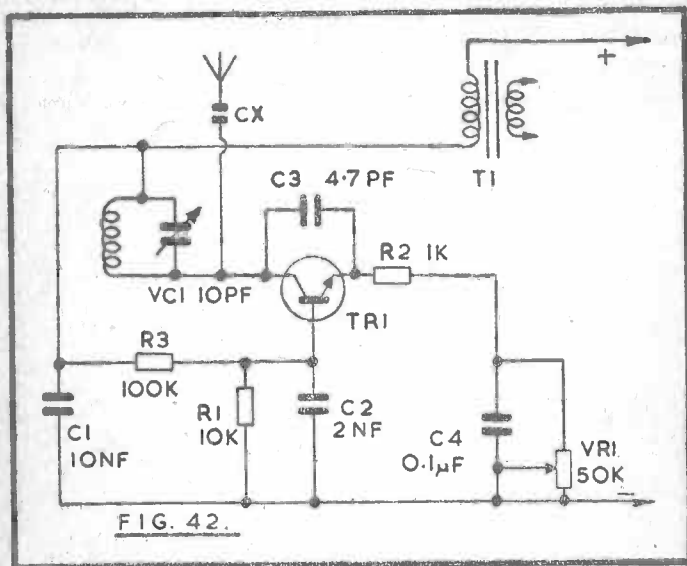 +
CX
T1
C3 4.7 PF
R2 1K
VC1 10PF
TR1
R3
100K
R1
10K
C2
2NF
C1
10NF
C4
0.1µF
VR1
50K
−
FIG. 42.